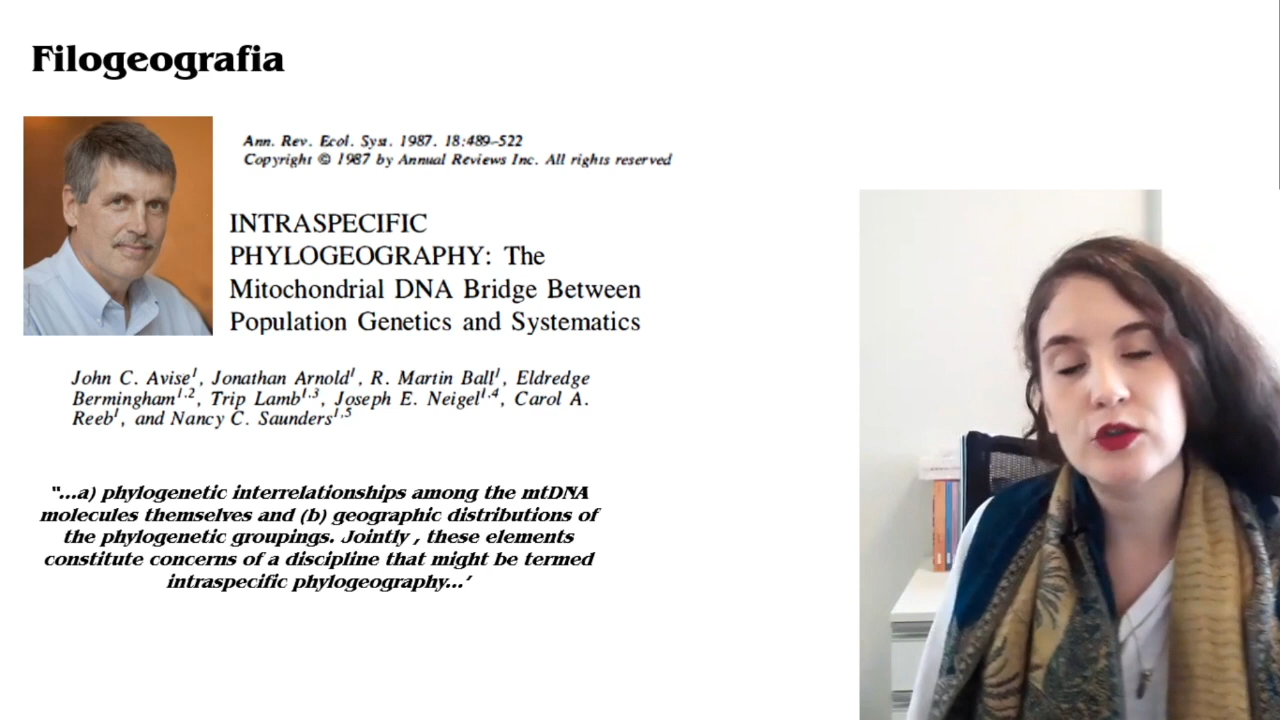 Filogeografia
Ann. Rev. Ecol. Syst. 1987. 18:489–522
Copyright © 1987 by Annual Reviews Inc. All rights reserved
INTRASPECIFIC
PHYLOGEOGRAPHY: The
Mitochondrial DNA Bridge Between
Population Genetics and Systematics
John C. Avise¹, Jonathan Arnold¹, R. Martin Ball¹, Eldredge
Bermingham¹,², Trip Lamb¹,³, Joseph E. Neigel¹,⁴, Carol A.
Reeb¹, and Nancy C. Saunders¹,⁵
“...a) phylogenetic interrelationships among the mtDNA
molecules themselves and (b) geographic distributions of
the phylogenetic groupings. Jointly , these elements
constitute concerns of a discipline that might be termed
intraspecific phylogeography...’